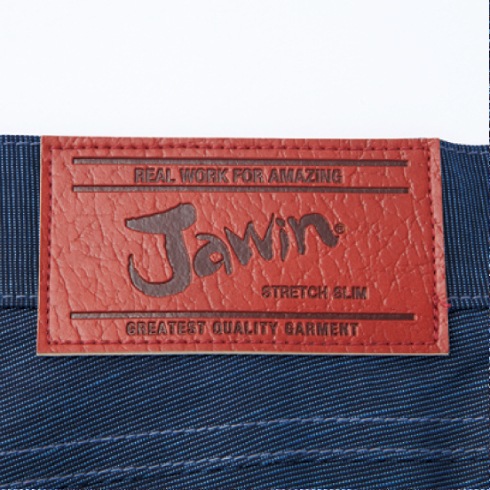 REAL WORK FOR AMAZING
Jawin®
STRETCH SLIM
GREATEST QUALITY GARMENT